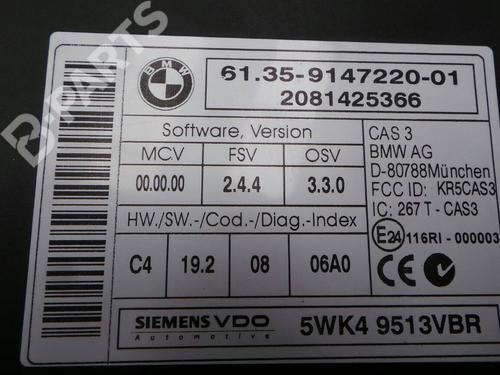 B-PARTS
BMW
61.35-9147220-01
2081425366
Software, Version
MCV FSV OSV
00.00.00 2.4.4 3.3.0
HW./SW.-/Cod.-/Diag.-Index
C4 19.2 08 06A0
CAS 3
BMW AG
D-80788München
FCC ID: KR5CAS3
IC: 267 T - CAS3
E24 116RI - 000003
CE
SIEMENS VDO
Automotive
5WK4 9513VBR